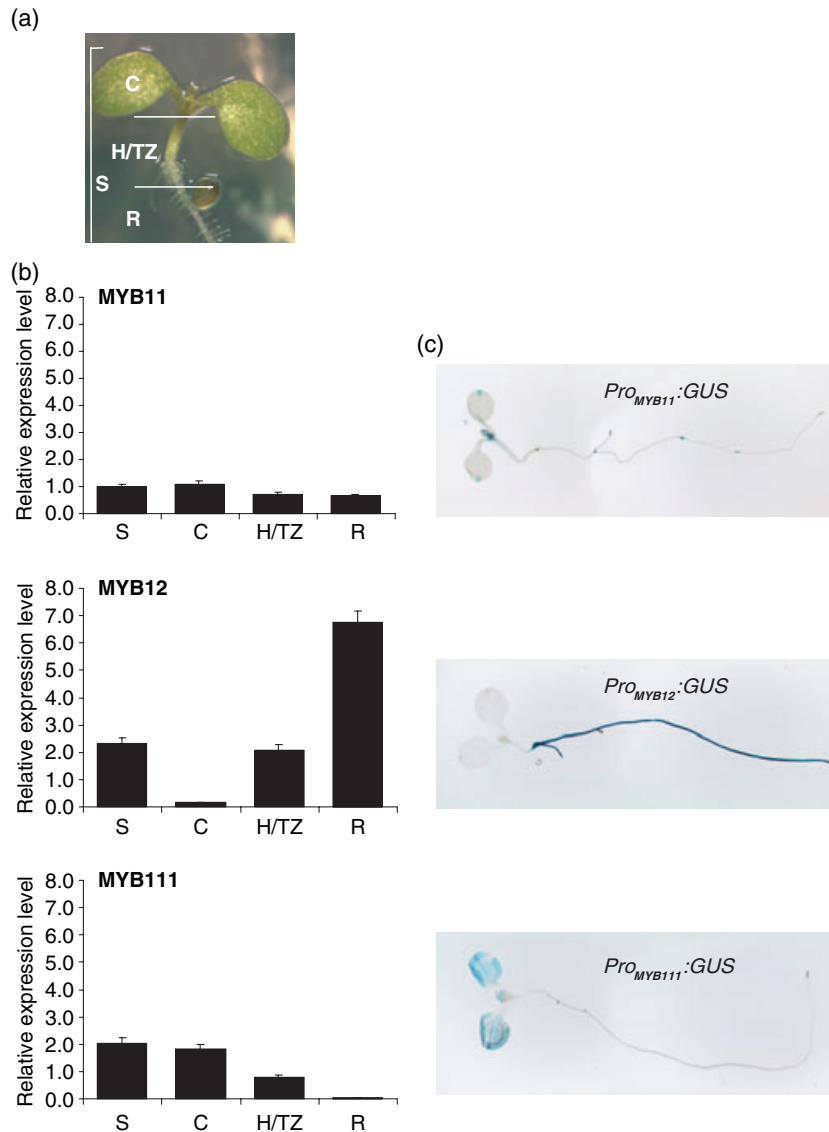 (a)
C
H/TZ
S
R
(b)
MYB11
Relative expression level
8.0
7.0
6.0
5.0
4.0
3.0
2.0
1.0
0.0
S C H/TZ R
MYB12
Relative expression level
8.0
7.0
6.0
5.0
4.0
3.0
2.0
1.0
0.0
S C H/TZ R
MYB111
Relative expression level
8.0
7.0
6.0
5.0
4.0
3.0
2.0
1.0
0.0
S C H/TZ R
(c)
ProMYB11:GUS
ProMYB12:GUS
ProMYB111:GUS